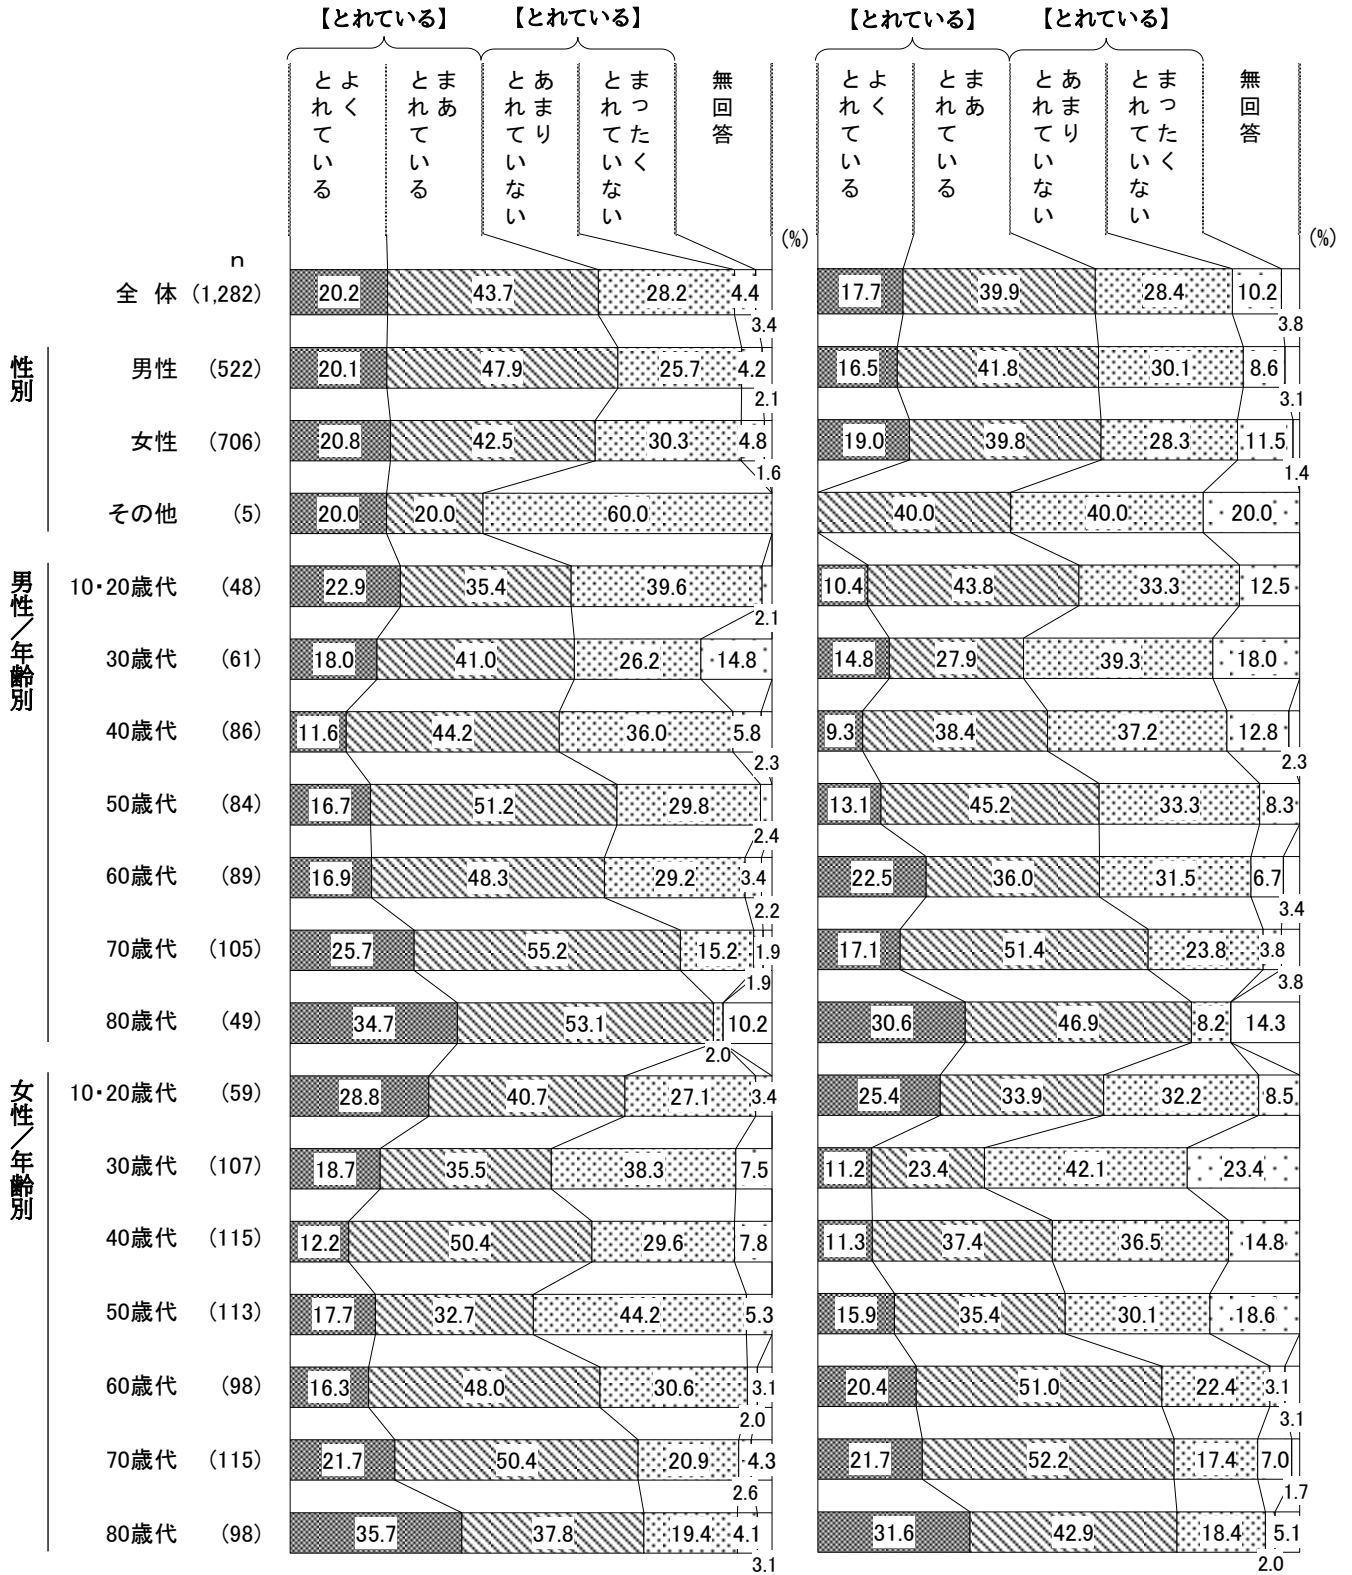 【とれている】 【とれている】 【とれている】 【とれている】
よくとれている まあとれている あまりとれていない まったくとれていない 無回答 よくとれている まあとれている あまりとれていない まったくとれていない 無回答
(%) (%)
n
全 体 (1,282) 20.2 43.7 28.2 4.4 3.4 17.7 39.9 28.4 10.2 3.8
性別
男性 (522) 20.1 47.9 25.7 4.2 2.1 16.5 41.8 30.1 8.6 3.1
女性 (706) 20.8 42.5 30.3 4.8 1.6 19.0 39.8 28.3 11.5 1.4
その他 (5) 20.0 20.0 60.0 40.0 40.0 20.0
男性/年齢別
10・20歳代 (48) 22.9 35.4 39.6 2.1 10.4 43.8 33.3 12.5
30歳代 (61) 18.0 41.0 26.2 14.8 14.8 27.9 39.3 18.0
40歳代 (86) 11.6 44.2 36.0 5.8 2.3 9.3 38.4 37.2 12.8 2.3
50歳代 (84) 16.7 51.2 29.8 2.4 13.1 45.2 33.3 8.3
60歳代 (89) 16.9 48.3 29.2 3.4 2.2 22.5 36.0 31.5 6.7 3.4
70歳代 (105) 25.7 55.2 15.2 1.9 1.9 17.1 51.4 23.8 3.8 3.8
80歳代 (49) 34.7 53.1 2.0 10.2 30.6 46.9 8.2 14.3
女性/年齢別
10・20歳代 (59) 28.8 40.7 27.1 3.4 25.4 33.9 32.2 8.5
30歳代 (107) 18.7 35.5 38.3 7.5 11.2 23.4 42.1 23.4
40歳代 (115) 12.2 50.4 29.6 7.8 11.3 37.4 36.5 14.8
50歳代 (113) 17.7 32.7 44.2 5.3 15.9 35.4 30.1 18.6
60歳代 (98) 16.3 48.0 30.6 2.0 3.1 20.4 51.0 22.4 3.1 3.1
70歳代 (115) 21.7 50.4 20.9 2.6 4.3 21.7 52.2 17.4 7.0 1.7
80歳代 (98) 35.7 37.8 19.4 4.1 3.1 31.6 42.9 18.4 5.1 2.0